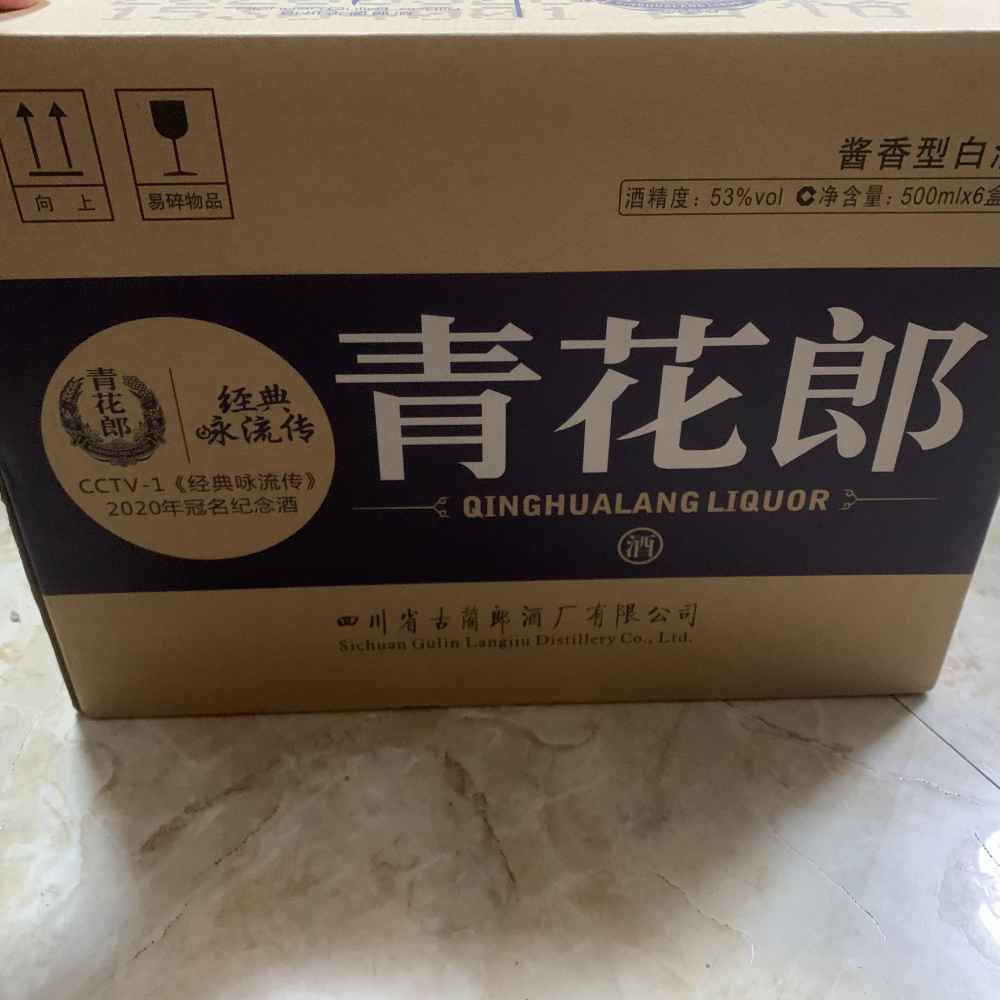 向 上
易碎物品
酱香型白
酒精度：53%vol 净含量：500mlx6盒
青花郎
经典
咏流传
CCTV-1《经典咏流传》
2020年冠名纪念酒
青花郎
QINGHUALANG LIQUOR
酒
四川省古蔺郎酒厂有限公司
Sichuan Gulin Langjiu Distillery Co., Ltd.